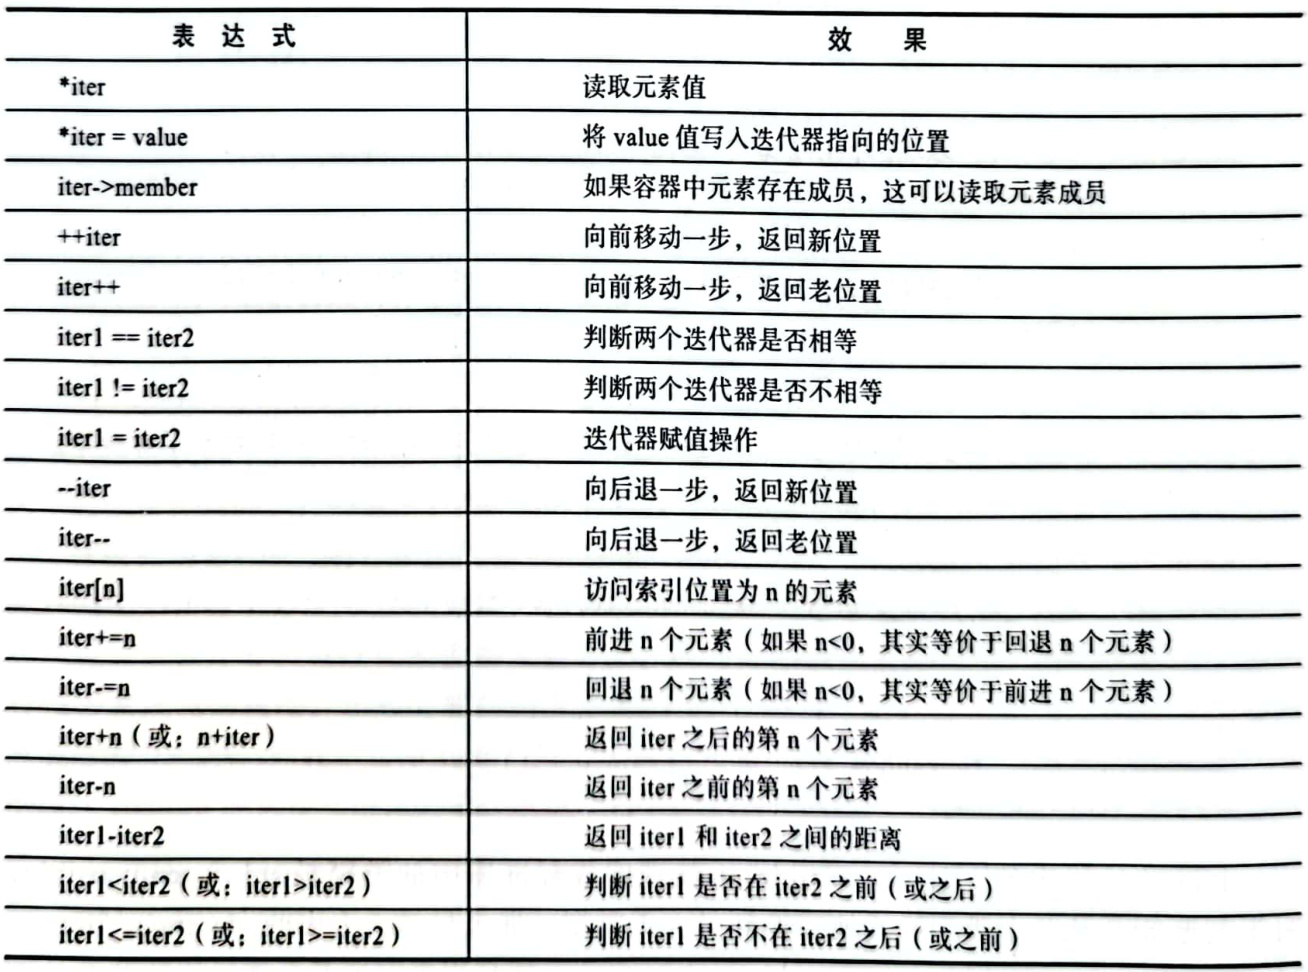 表 达 式 效 果
*iter 读取元素值
*iter = value 将 value 值写入迭代器指向的位置
iter->member 如果容器中元素存在成员，这可以读取元素成员
++iter 向前移动一步，返回新位置
iter++ 向前移动一步，返回老位置
iter1 == iter2 判断两个迭代器是否相等
iter1 != iter2 判断两个迭代器是否不相等
iter1 = iter2 迭代器赋值操作
--iter 向后退一步，返回新位置
iter-- 向后退一步，返回老位置
iter[n] 访问索引位置为 n 的元素
iter+=n 前进 n 个元素（如果 n<0，其实等价于回退 n 个元素）
iter-=n 回退 n 个元素（如果 n<0，其实等价于前进 n 个元素）
iter+n（或：n+iter） 返回 iter 之后的第 n 个元素
iter-n 返回 iter 之前的第 n 个元素
iter1-iter2 返回 iter1 和 iter2 之间的距离
iter1<iter2（或：iter1>iter2） 判断 iter1 是否在 iter2 之前（或之后）
iter1<=iter2（或：iter1>=iter2） 判断 iter1 是否不在 iter2 之后（或之前）